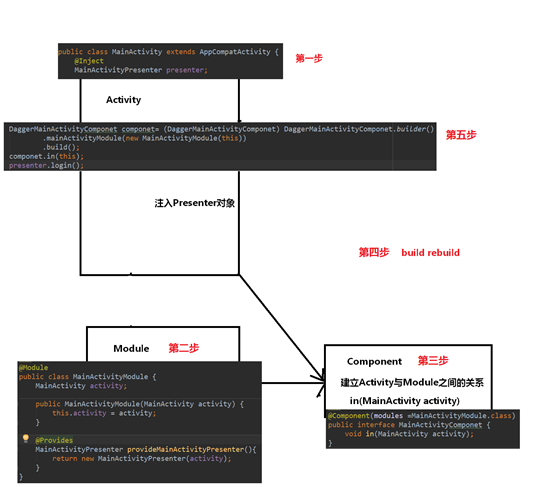 public class MainActivity extends AppCompatActivity {
@Inject
MainActivityPresenter presenter;
第一步
Activity
DaggerMainActivityComponet componet= (DaggerMainActivityComponet) DaggerMainActivityComponet.builder()
.mainActivityModule(new MainActivityModule(this))
.build();
componet.in(this);
presenter.login();
第五步
注入Presenter对象
第四步 build rebuild
Module 第二步
@Module
public class MainActivityModule {
MainActivity activity;
public MainActivityModule(MainActivity activity) {
this.activity = activity;
}
@Provides
MainActivityPresenter provideMainActivityPresenter(){
return new MainActivityPresenter(activity);
}
}
Component 第三步
建立Activity与Module之间的关系
in(MainActivity activity)
@Component(modules =MainActivityModule.class)
public interface MainActivityComponet {
void in(MainActivity activity);
}